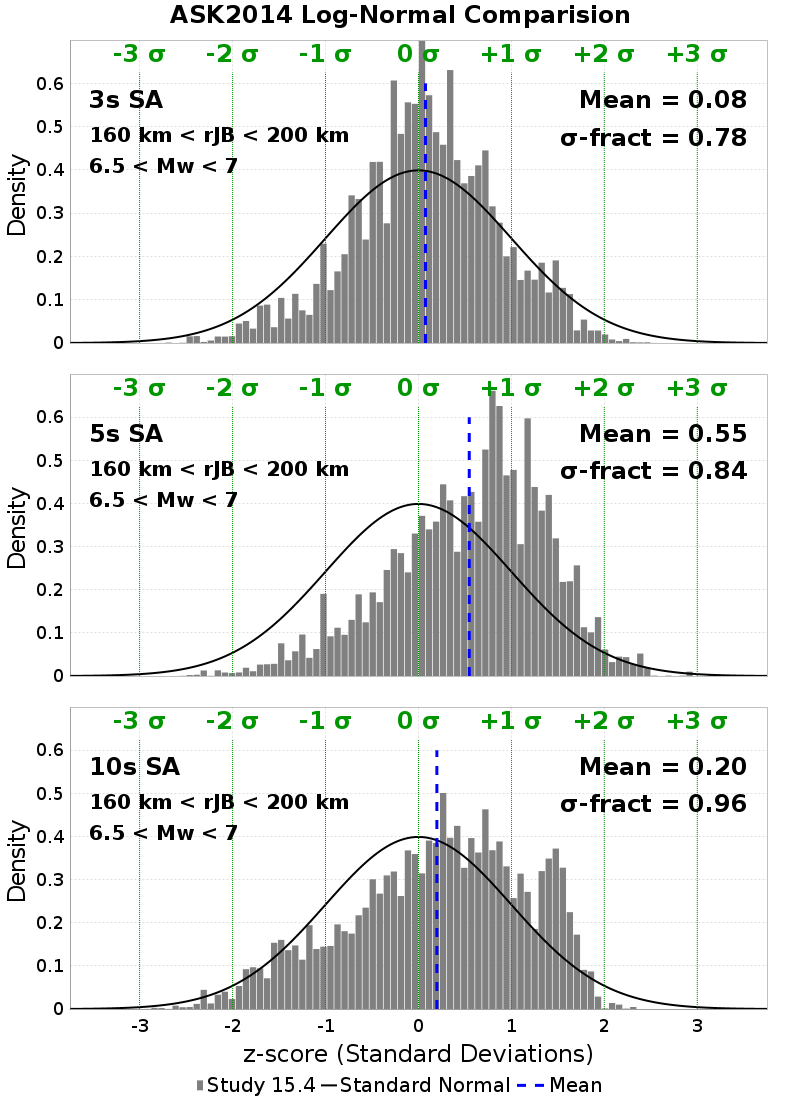 ASK2014 Log-Normal Comparision
-3 σ -2 σ -1 σ 0 σ +1 σ +2 σ +3 σ
3s SA
160 km < rJB < 200 km
6.5 < Mw < 7
Mean = 0.08
σ-fract = 0.78
Density
0.6
0.5
0.4
0.3
0.2
0.1
0
-3 σ -2 σ -1 σ 0 σ +1 σ +2 σ +3 σ
5s SA
160 km < rJB < 200 km
6.5 < Mw < 7
Mean = 0.55
σ-fract = 0.84
Density
0.6
0.5
0.4
0.3
0.2
0.1
0
-3 σ -2 σ -1 σ 0 σ +1 σ +2 σ +3 σ
10s SA
160 km < rJB < 200 km
6.5 < Mw < 7
Mean = 0.20
σ-fract = 0.96
Density
0.6
0.5
0.4
0.3
0.2
0.1
0
-3 -2 -1 0 1 2 3
z-score (Standard Deviations)
Study 15.4 Standard Normal Mean